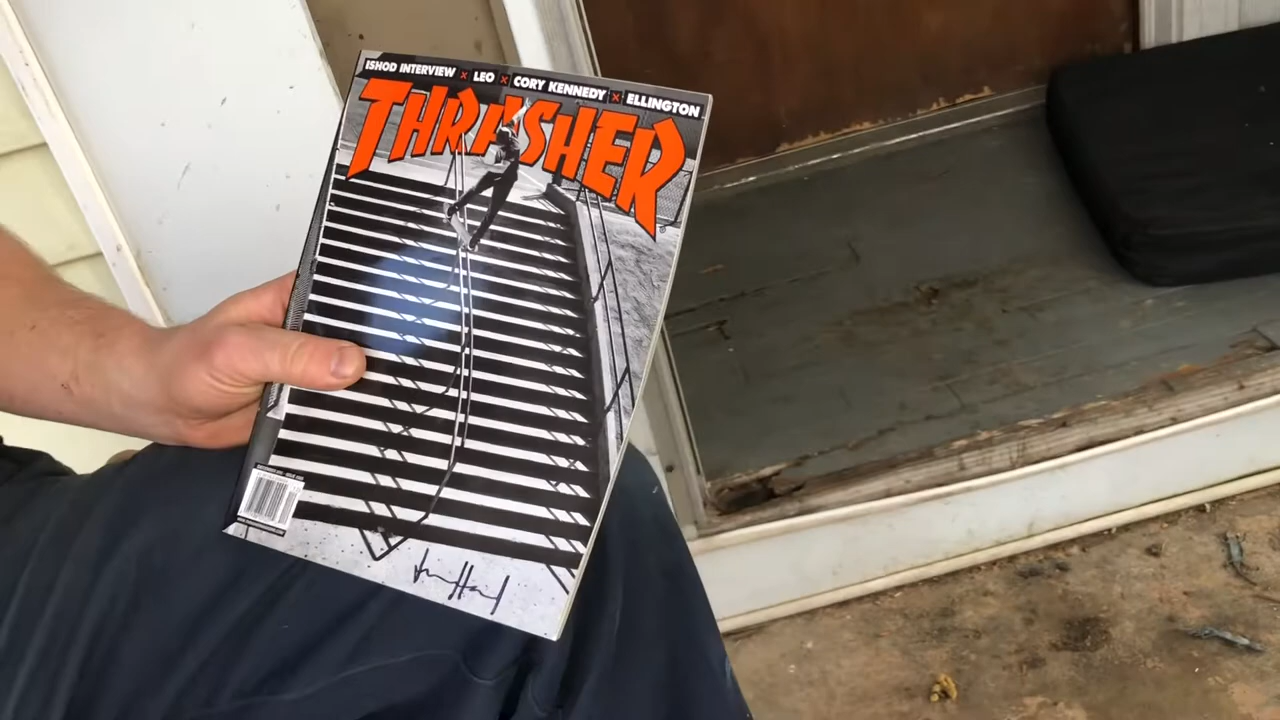 ISHOD INTERVIEW × LEO × CORY KENNEDY × ELLINGTON
THRASHER